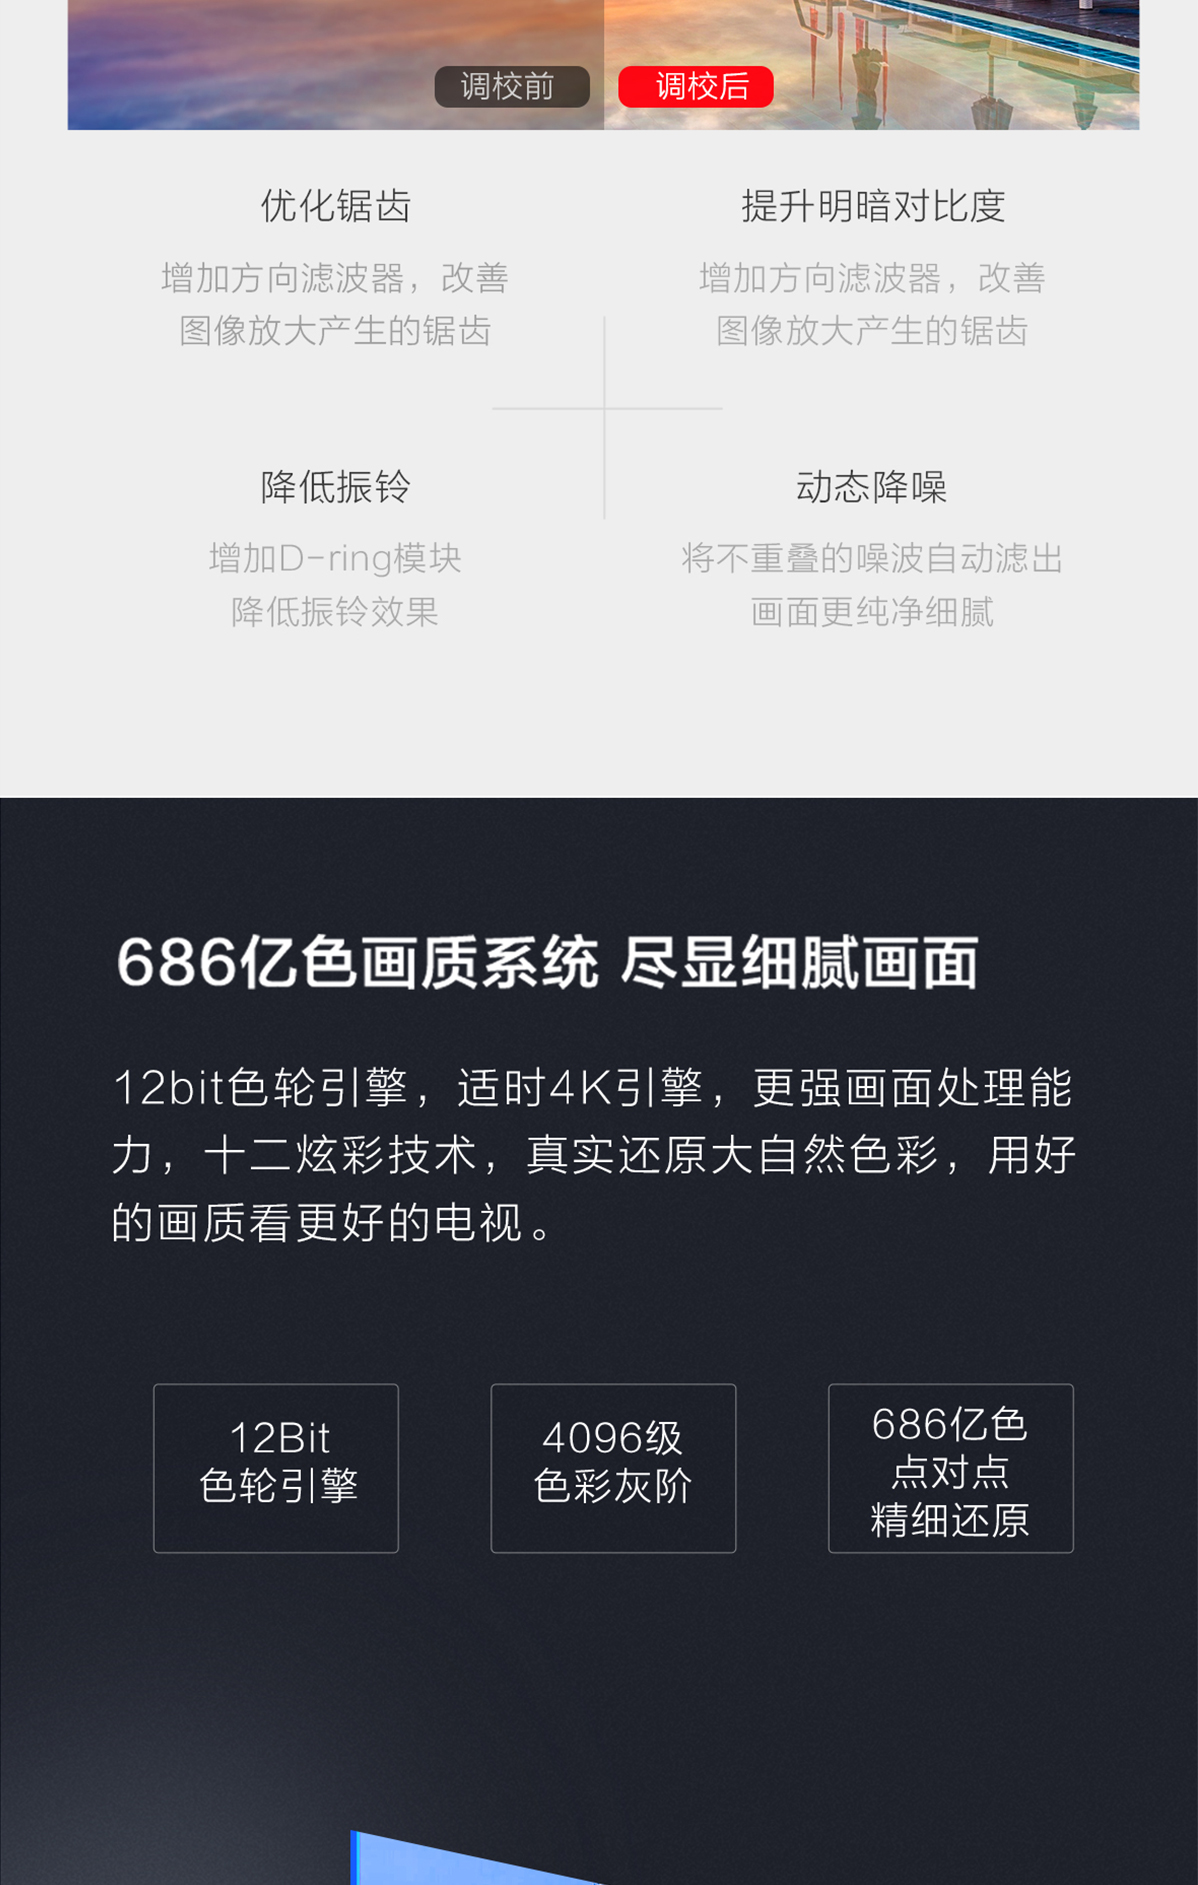 调校前
调校后
优化锯齿
增加方向滤波器，改善
图像放大产生的锯齿
提升明暗对比度
增加方向滤波器，改善
图像放大产生的锯齿
降低振铃
增加D-ring模块
降低振铃效果
动态降噪
将不重叠的噪波自动滤出
画面更纯净细腻
686亿色画质系统 尽显细腻画面
12bit色轮引擎，适时4K引擎，更强画面处理能
力，十二炫彩技术，真实还原大自然色彩，用好
的画质看更好的电视。
12Bit
色轮引擎
4096级
色彩灰阶
686亿色
点对点
精细还原